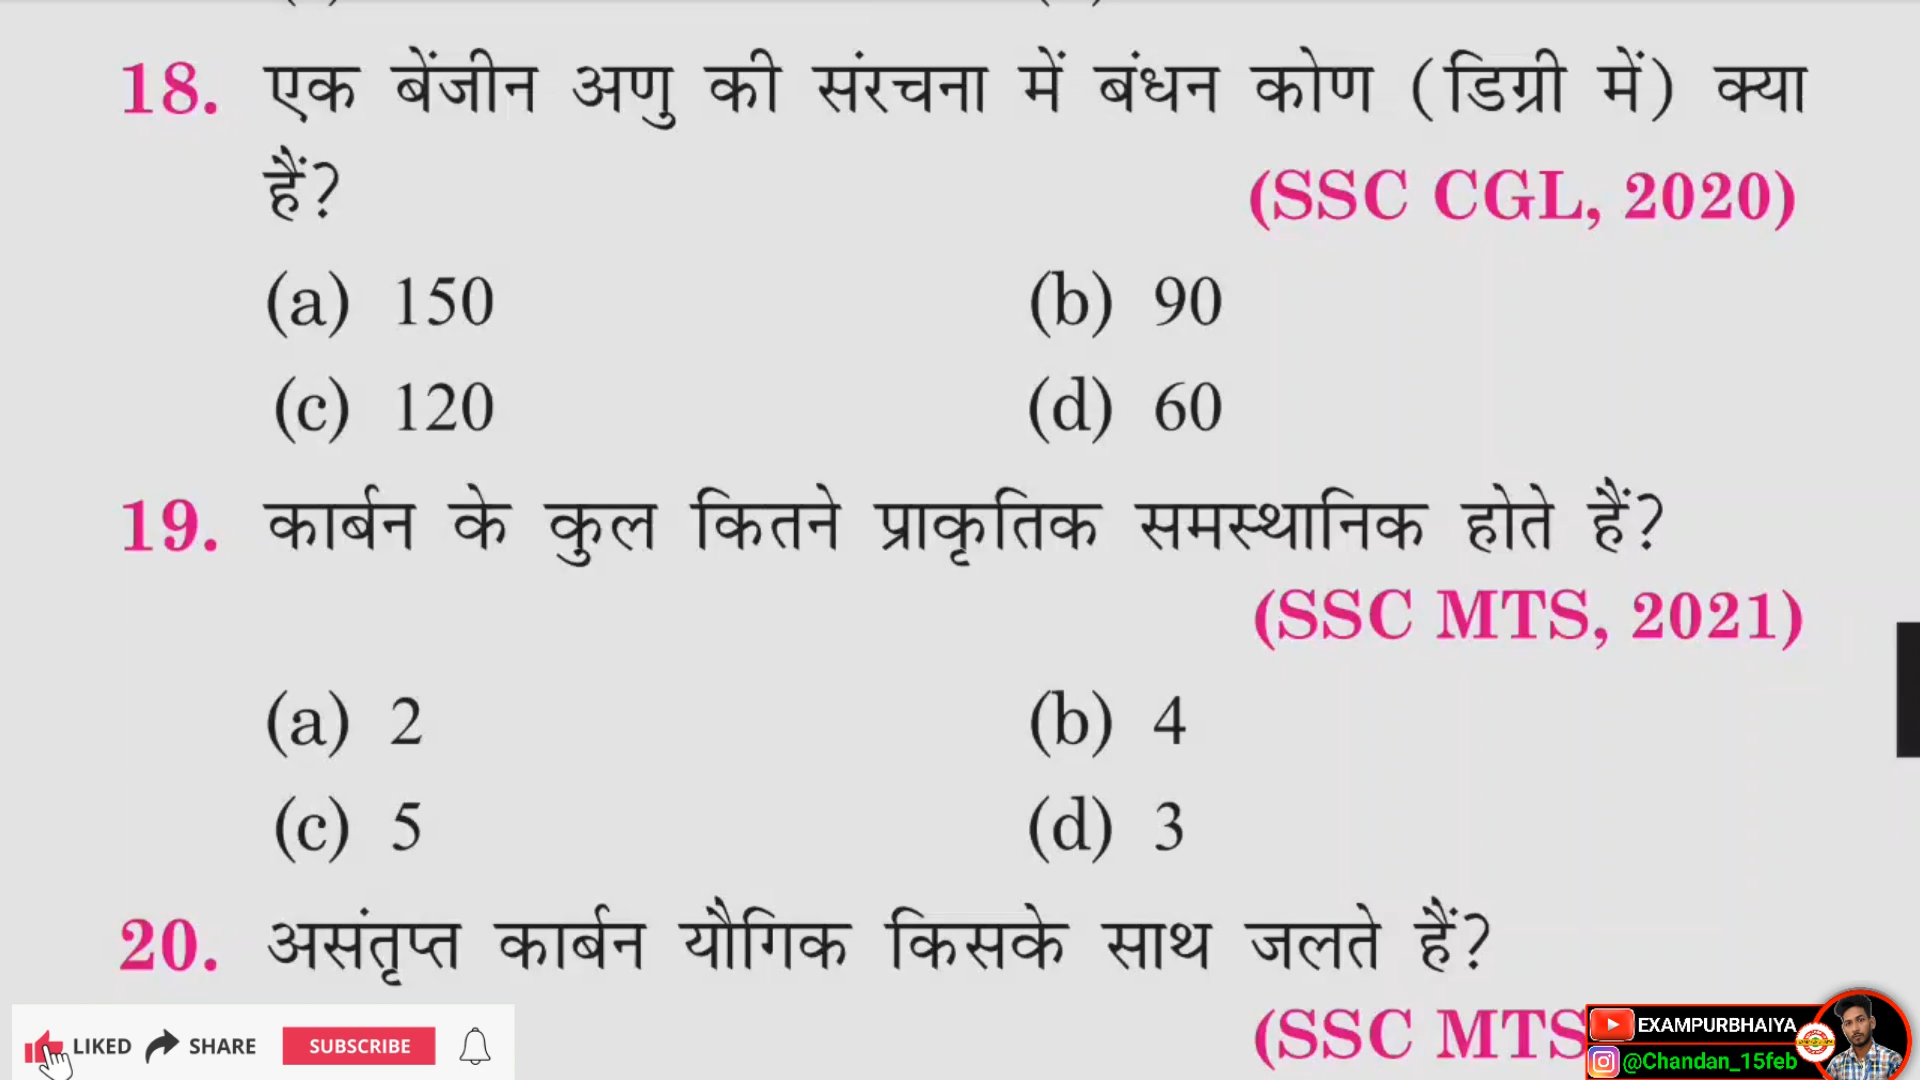 18. एक बेंजीन अणु की संरचना में बंधन कोण (डिग्री में) क्या
हैं? (SSC CGL, 2020)
(a) 150 (b) 90
(c) 120 (d) 60
19. कार्बन के कुल कितने प्राकृतिक समस्थानिक होते हैं?
(SSC MTS, 2021)
(a) 2 (b) 4
(c) 5 (d) 3
20. असंतृप्त कार्बन यौगिक किसके साथ जलते हैं?
(SSC MTS
LIKED SHARE SUBSCRIBE
EXAMPURBHAIYA
@Chandan_15feb